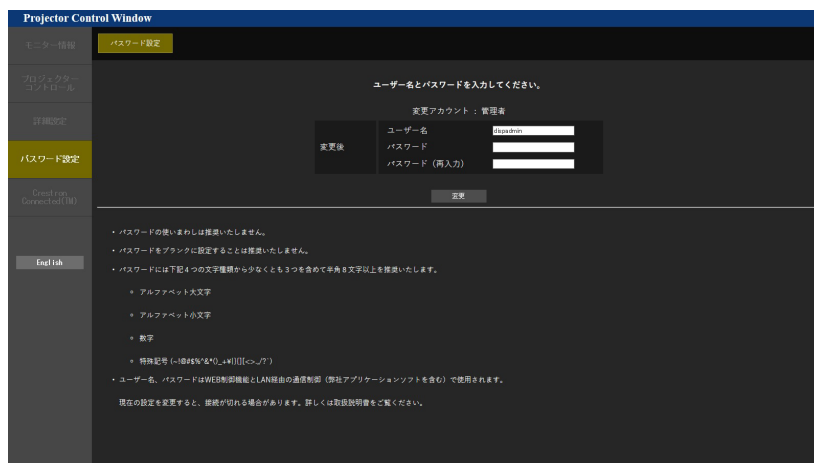 Projector Control Window
モニター情報
パスワード設定
プロジェクター
コントロール
詳細設定
パスワード設定
Crestron
Connected(TM)
English
ユーザー名とパスワードを入力してください。
変更アカウント : 管理者
変更後
ユーザー名
dispadmin
パスワード
パスワード (再入力)
変更
・パスワードの使いまわしは推奨いたしません。
・パスワードをブランクに設定することは推奨いたしません。
・パスワードには下記4つの文字種類から少なくとも3つを含めて半角8文字以上を推奨いたします。
◦ アルファベット大文字
◦ アルファベット小文字
◦ 数字
◦ 特殊記号 (~!@#$%^&*()_+¥|}{][<>.,/?`)
・ユーザー名、パスワードはWEB制御機能とLAN経由の通信制御（弊社アプリケーションソフトを含む）で使用されます。
現在の設定を変更すると、接続が切れる場合があります。詳しくは取扱説明書をご覧ください。